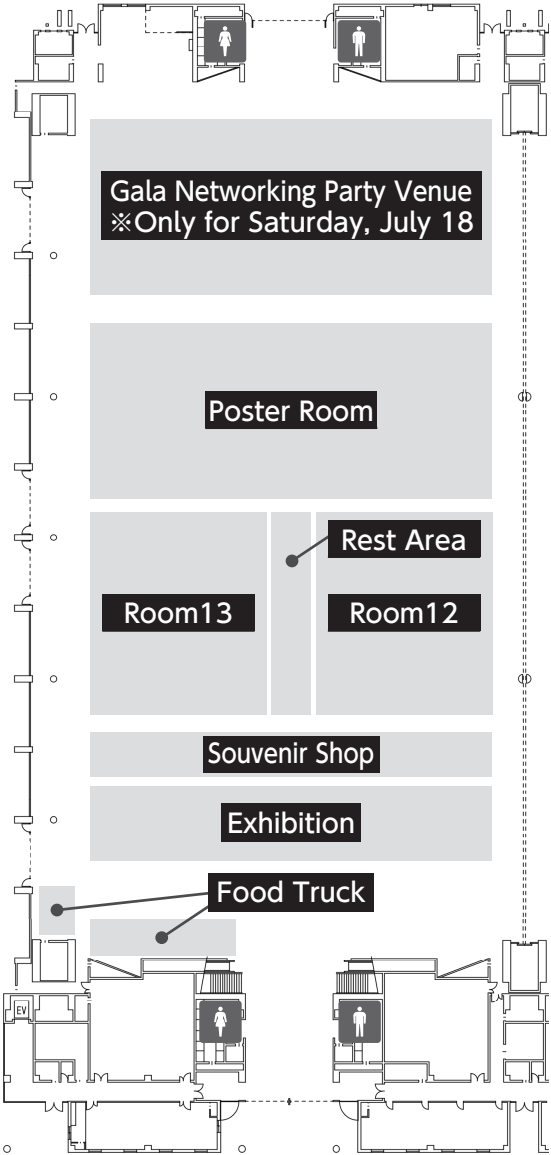 Gala Networking Party Venue
※Only for Saturday, July 18
Poster Room
Rest Area
Room13
Room12
Souvenir Shop
Exhibition
Food Truck
EV